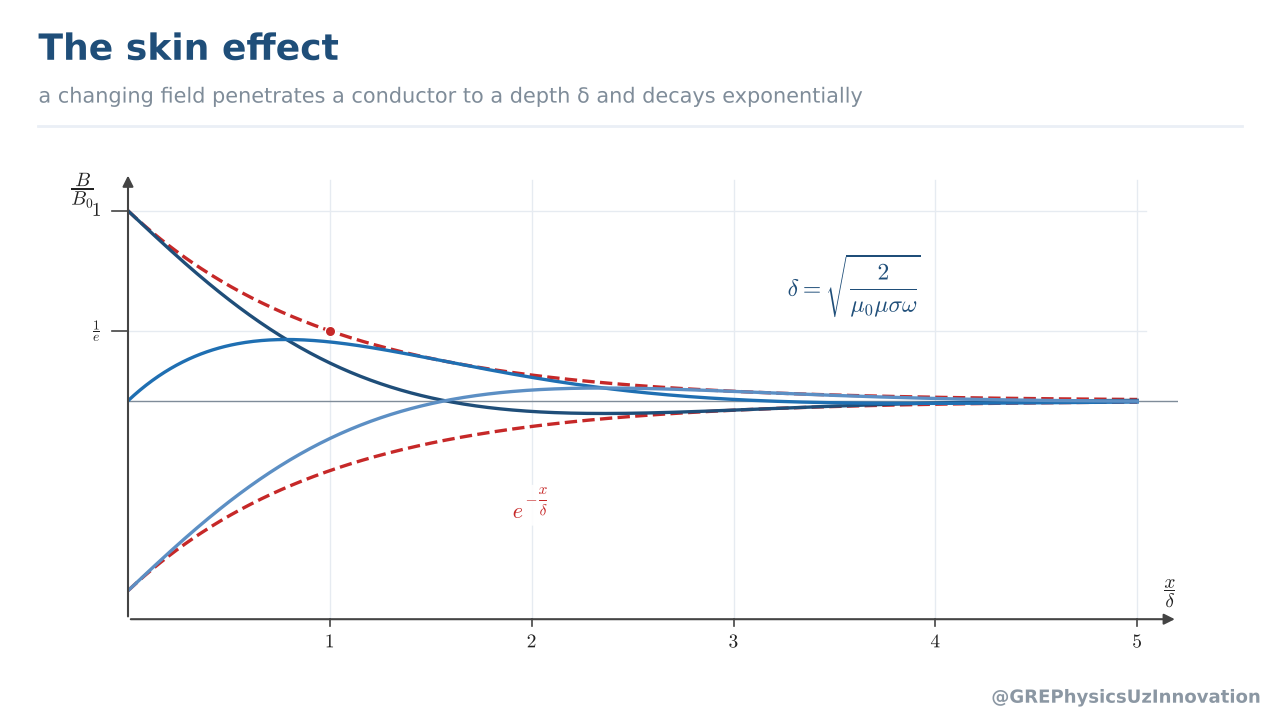 The skin effect
a changing field penetrates a conductor to a depth δ and decays exponentially
B/B₀
1
1/e
δ = √(2/(μ₀μσω))
e^(−x/δ)
x/δ
1 2 3 4 5
@GREPhysicsUzInnovation